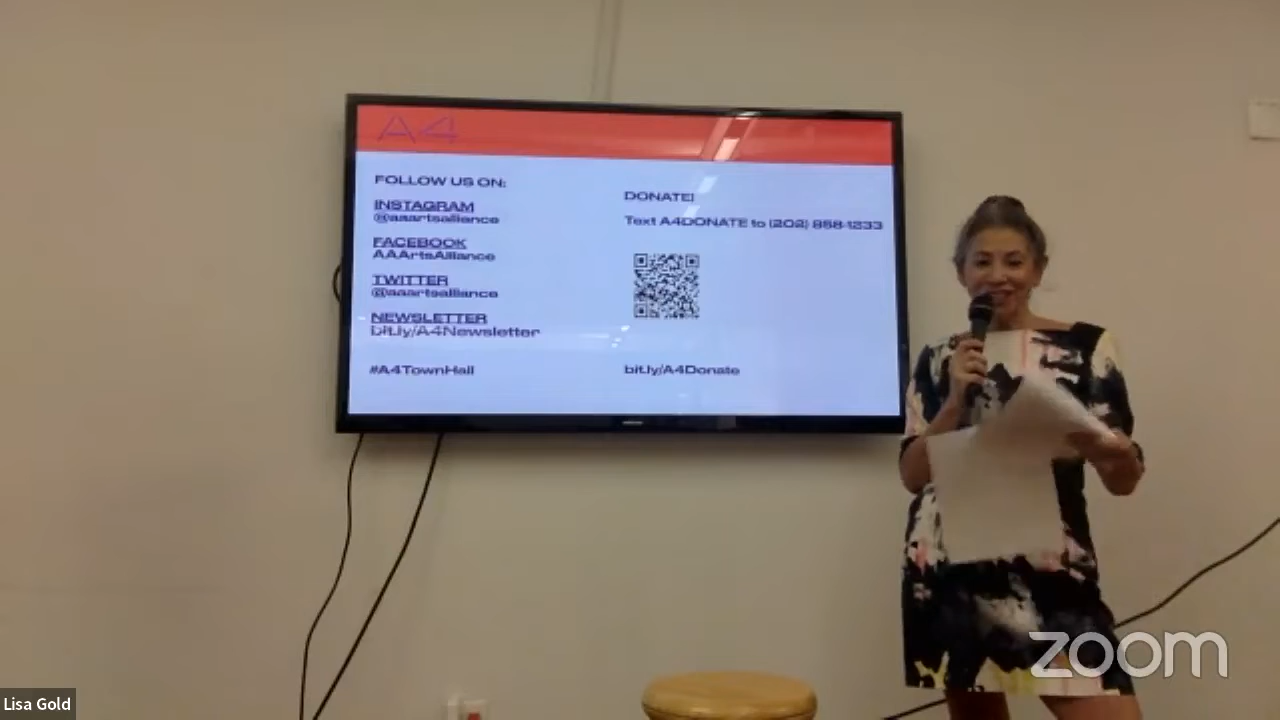 A4
FOLLOW US ON:
INSTAGRAM
@aaartsalliance
FACEBOOK
AAArtsAlliance
TWITTER
@aaartsalliance
NEWSLETTER
bit.ly/A4Newsletter
#A4TownHall
DONATE!
Text A4DONATE to (202) 858-1233
bit.ly/A4Donate
zoom
Lisa Gold